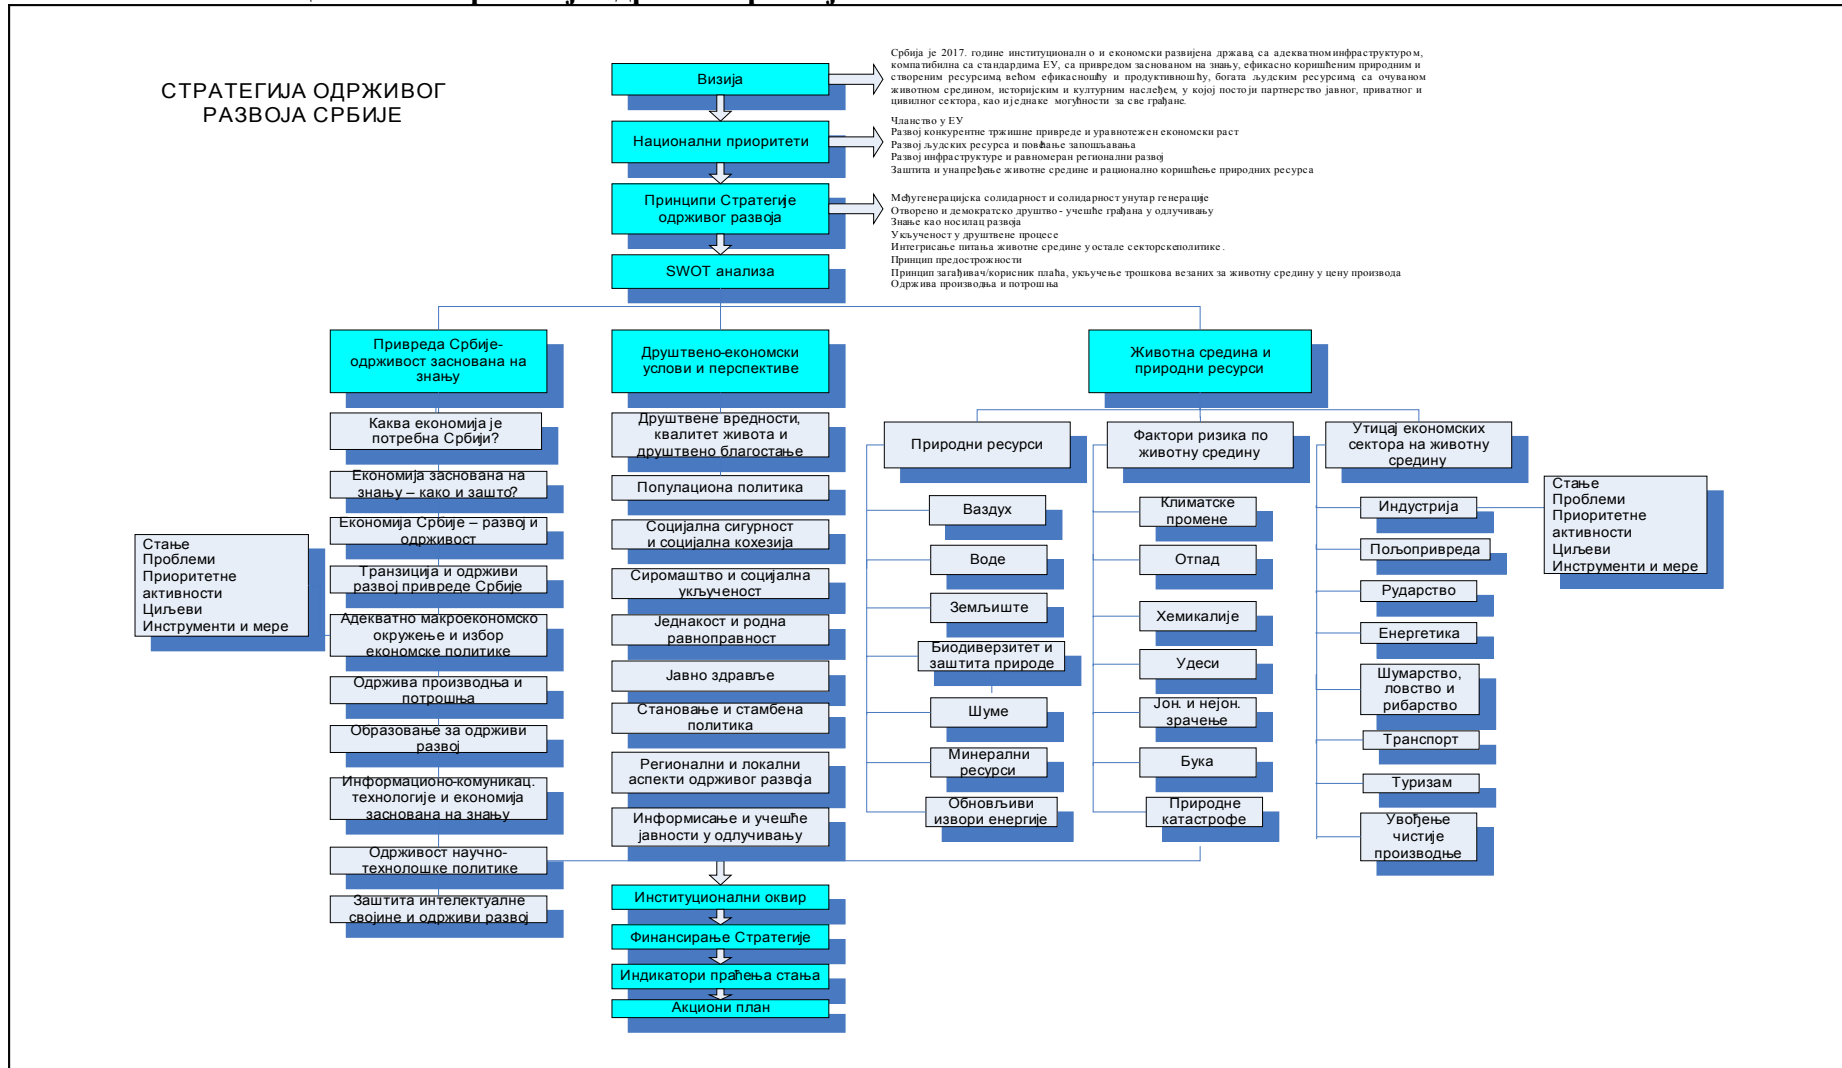 СТРАТЕГИЈА ОДРЖИВОГ
РАЗВОЈА СРБИЈЕ
Визија
Србија је 2017. године институционалн о и економски развијена држава, са адекватном инфраструктуром,
компатибилна са стандардима ЕУ, са привредом заснованом на знању, ефикасно коришћеним природним и
створеним ресурсима, већом ефикасношћу и продуктивношћу, богата људским ресурсима, са очуваном
животном средином, историјским и културним наслеђем, у којој постоји партнерство јавног, приватног и
цивилног сектора, као и једнаке могућности за све грађане.
Национални приоритети
Чланство у ЕУ
Развој конкурентне тржишне привреде и уравнотежен економски раст
Развој људских ресурса и повећање запошљавања
Развој инфраструктуре и равномеран регионални развој
Заштита и унапређење животне средине и рационално коришћење природних ресурса
Принципи Стратегије
одрживог развоја
Међугенерацијска солидарност и солидарност унутар генерације
Отворено и демократско друштво - учешће грађана у одлучивању
Знање као носилац развоја
Укљученост у друштвене процесе
Интегрисање питања животне средине у остале секторске политике.
Принцип предострожности
Принцип загађивач/корисник плаћа, укључење трошкова везаних за животну средину у цену производа
Одржива производња и потрошња
SWOT анализа
Привреда Србије-
одрживост заснована на
знању
Каква економија је
потребна Србији?
Економија заснована на
знању – како и зашто?
Економија Србије – развој и
одрживост
Транзиција и одрживи
развој привреде Србије
Адекватно макроекономско
окружење и избор
економске политике
Одржива производња и
потрошња
Образовање за одрживи
развој
Информационо-комуникац.
технологије и економија
заснована на знању
Одрживост научно-
технолошке политике
Заштита интелектуалне
својине и одрживи развој
Стање
Проблеми
Приоритетне
активности
Циљеви
Инструменти и мере
Друштвено-економски
услови и перспективе
Друштвене вредности,
квалитет живота и
друштвено благостање
Популациона политика
Социјална сигурност
и социјална кохезија
Сиромаштво и социјална
укљученост
Једнакост и родна
равноправност
Јавно здравље
Становање и стамбена
политика
Регионални и локални
аспекти одрживог развоја
Информисање и учешће
јавности у одлучивању
Животна средина и
природни ресурси
Природни ресурси
Ваздух
Воде
Земљиште
Биодиверзитет и
заштита природе
Шуме
Минерални
ресурси
Обновљиви
извори енергије
Фактори ризика по
животну средину
Климатске
промене
Отпад
Хемикалије
Удеси
Јон. и нејон.
зрачење
Бука
Природне
катастрофе
Утицај економских
сектора на животну
средину
Индустрија
Пољопривреда
Рударство
Енергетика
Шумарство,
ловство и
рибарство
Транспорт
Туризам
Увођење
чистије
производње
Стање
Проблеми
Приоритетне
активности
Циљеви
Инструменти и мере
Институционални оквир
Финансирање Стратегије
Индикатори праћења стања
Акциони план